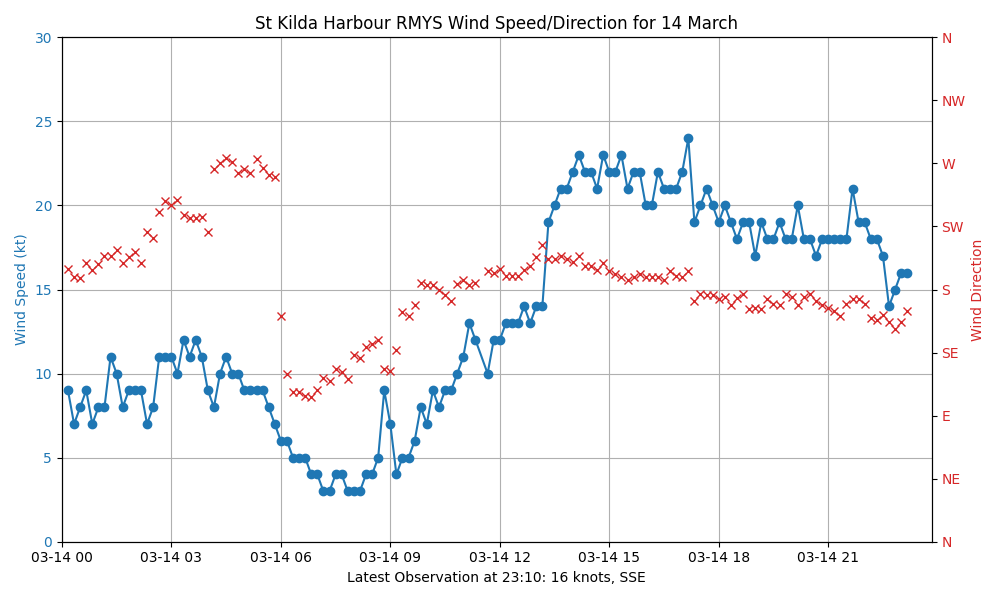 St Kilda Harbour RMYS Wind Speed/Direction for 14 March
30
25
20
15
10
5
0
Wind Speed (kt)
N
NW
W
SW
S
SE
E
NE
N
Wind Direction
03-14 00
03-14 03
03-14 06
03-14 09
03-14 12
03-14 15
03-14 18
03-14 21
Latest Observation at 23:10: 16 knots, SSE